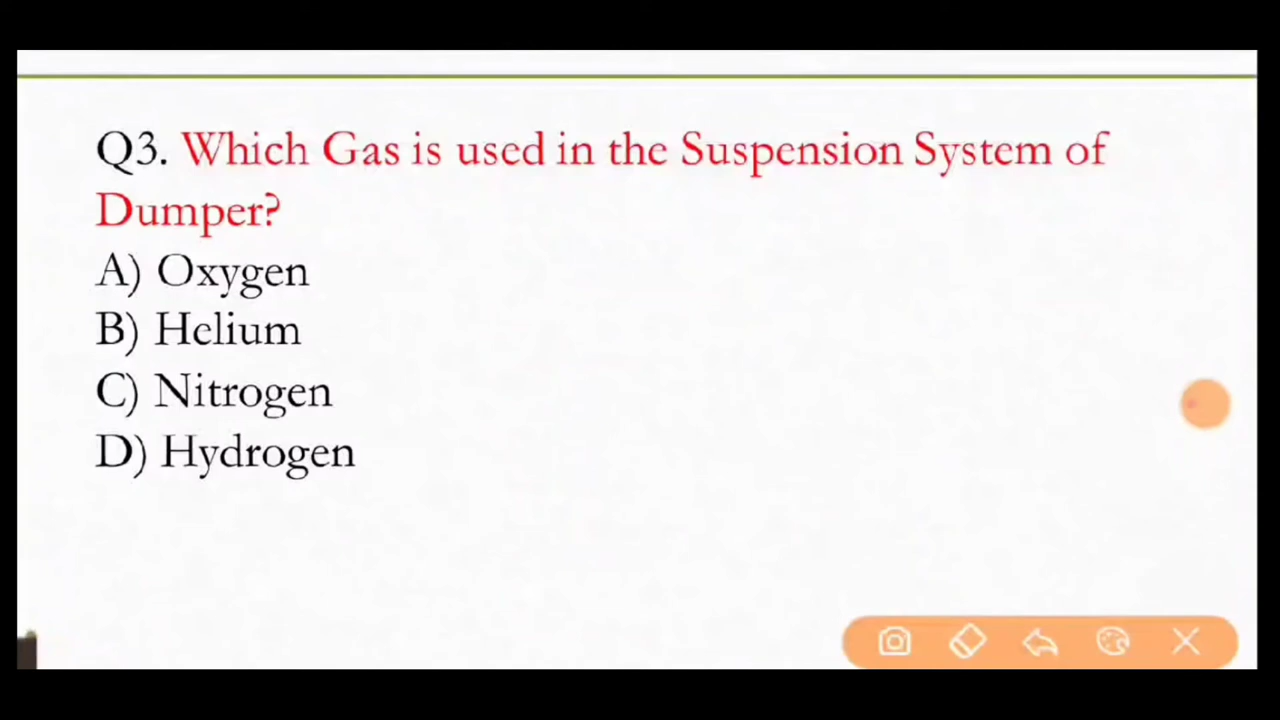 Q3. Which Gas is used in the Suspension System of
Dumper?
A) Oxygen
B) Helium
C) Nitrogen
D) Hydrogen